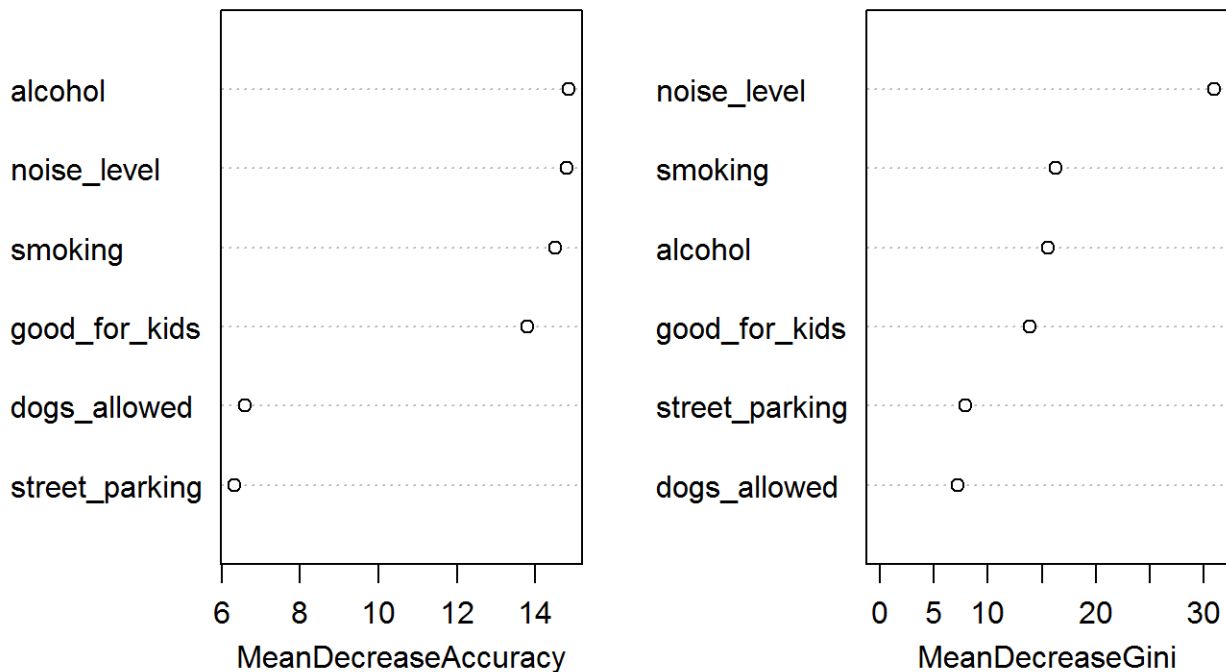 alcohol
noise_level
smoking
good_for_kids
dogs_allowed
street_parking
6 8 10 12 14
MeanDecreaseAccuracy
noise_level
smoking
alcohol
good_for_kids
street_parking
dogs_allowed
0 5 10 20 30
MeanDecreaseGini